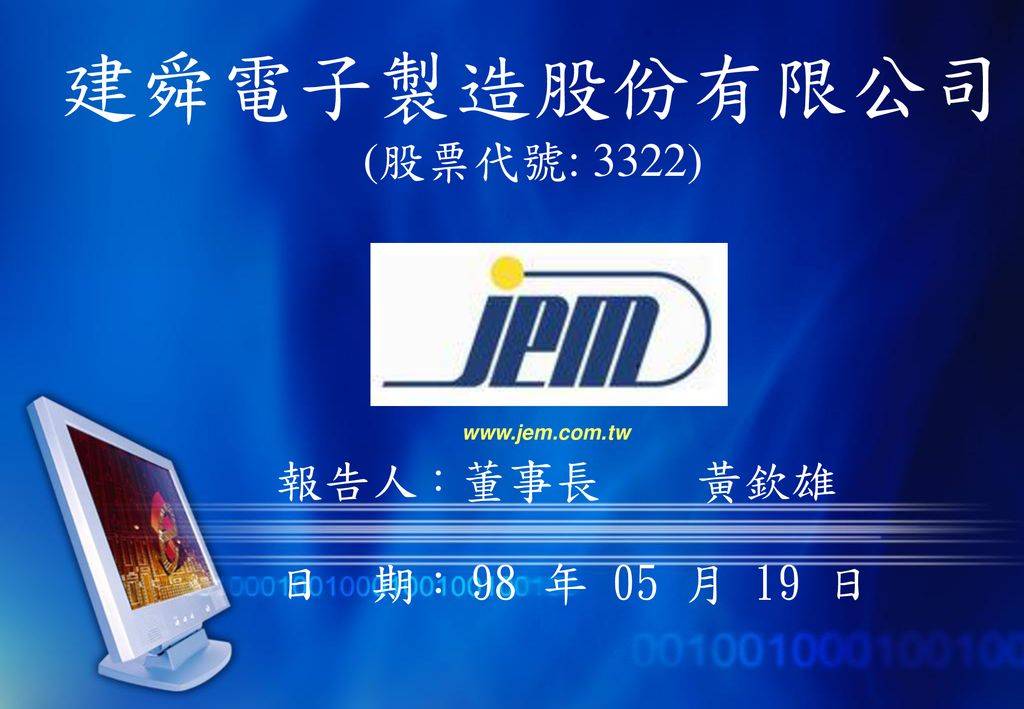 建舜電子製造股份有限公司
(股票代號: 3322)
jem
www.jem.com.tw
報告人：董事長 黃欽雄
日 期：98 年 05 月 19 日